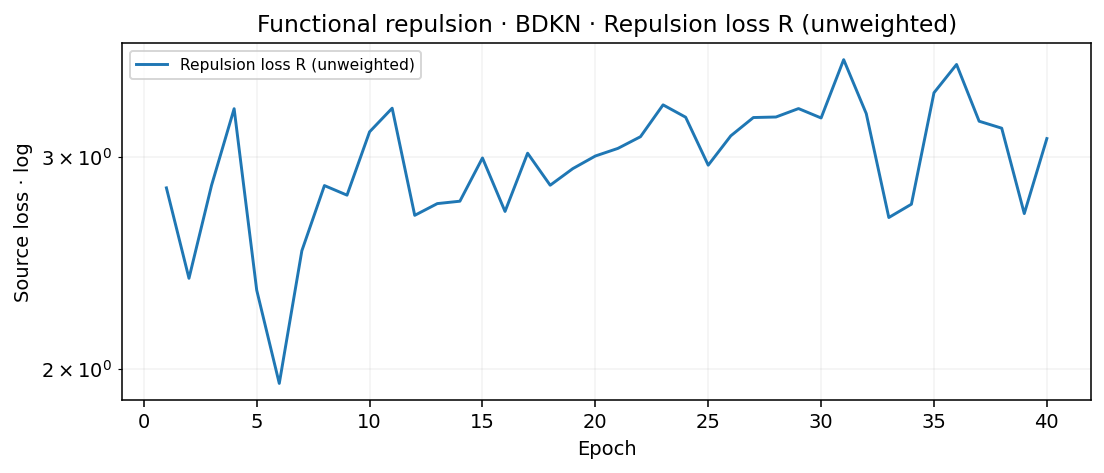 Functional repulsion · BDKN · Repulsion loss R (unweighted)
Repulsion loss R (unweighted)
Source loss · log
3 × 10⁰
2 × 10⁰
0 5 10 15 20 25 30 35 40
Epoch